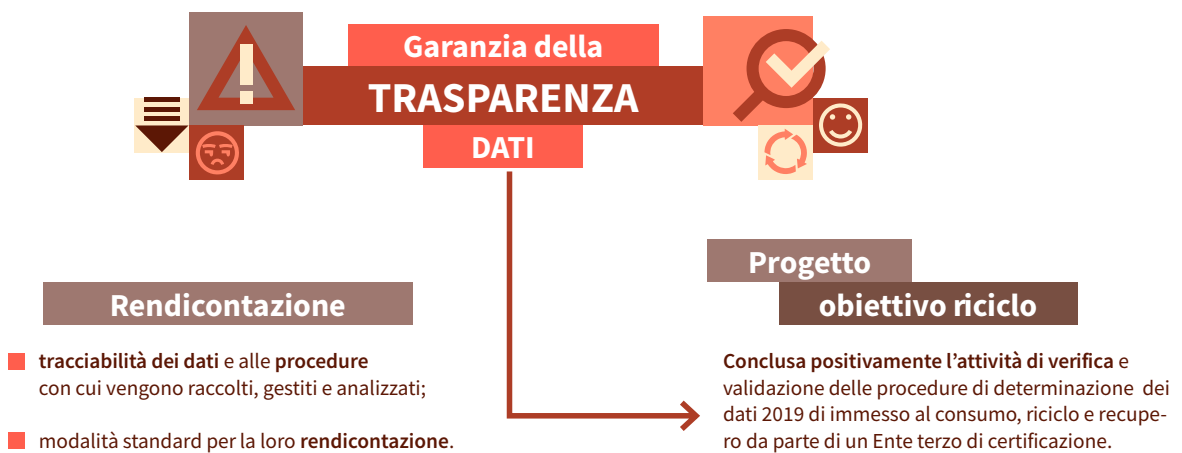 Garanzia della
TRASPARENZA
DATI
Rendicontazione
tracciabilità dei dati e alle procedure
con cui vengono raccolti, gestiti e analizzati;
modalità standard per la loro rendicontazione.
Progetto
obiettivo riciclo
Conclusa positivamente l'attività di verifica e
validazione delle procedure di determinazione dei
dati 2019 di immesso al consumo, riciclo e recupe-
ro da parte di un Ente terzo di certificazione.